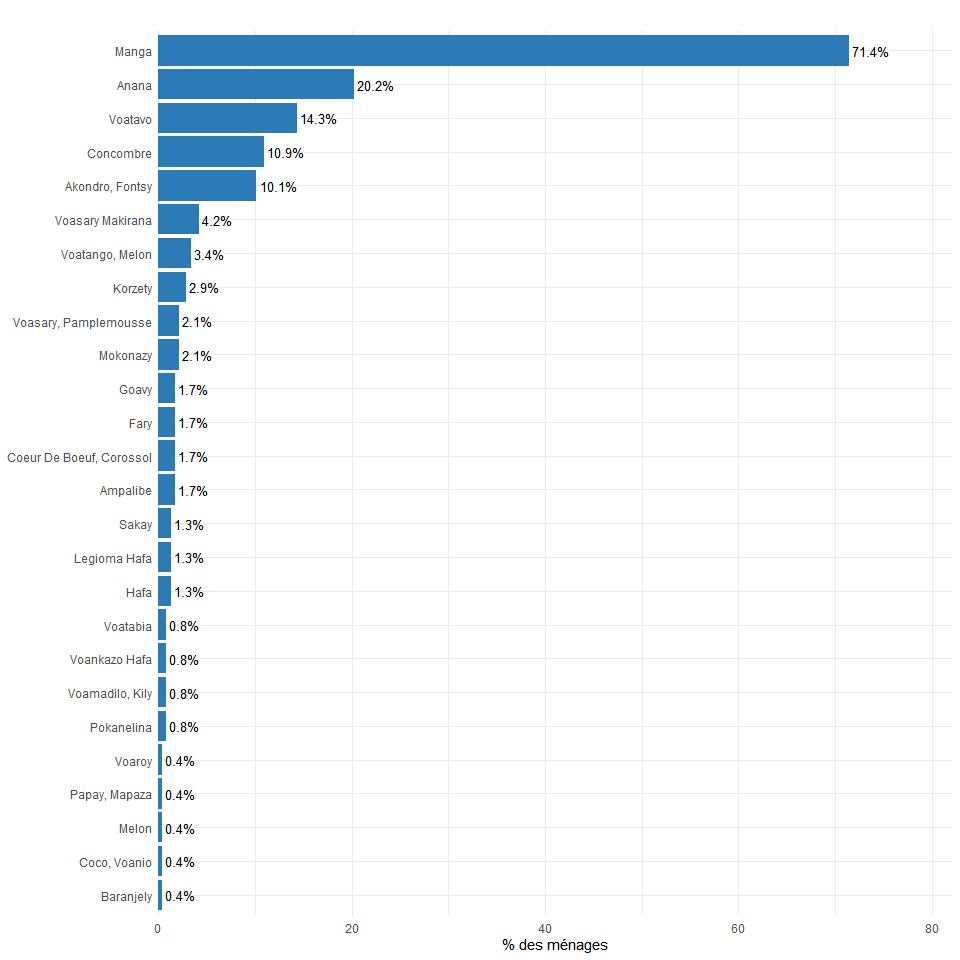 Manga 71.4%
Anana 20.2%
Voatavo 14.3%
Concombre 10.9%
Akondro, Fontsy 10.1%
Voasary Makirana 4.2%
Voatango, Melon 3.4%
Korzety 2.9%
Voasary, Pamplemousse 2.1%
Mokonazy 2.1%
Goavy 1.7%
Fary 1.7%
Coeur De Boeuf, Corossol 1.7%
Ampalibe 1.7%
Sakay 1.3%
Legioma Hafa 1.3%
Hafa 1.3%
Voatabia 0.8%
Voankazo Hafa 0.8%
Voamadilo, Kily 0.8%
Pokanelina 0.8%
Voaroy 0.4%
Papay, Mapaza 0.4%
Melon 0.4%
Coco, Voanio 0.4%
Baranjely 0.4%
0 20 40 60 80
% des ménages